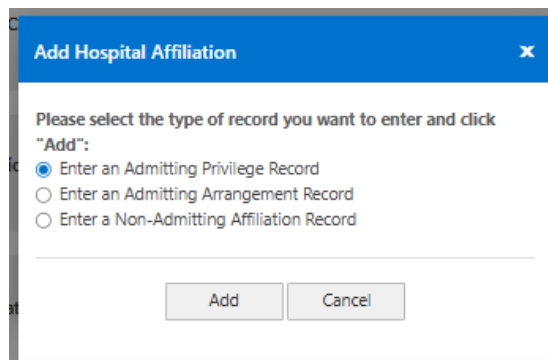 Add Hospital Affiliation
Please select the type of record you want to enter and click
"Add":
Enter an Admitting Privilege Record
Enter an Admitting Arrangement Record
Enter a Non-Admitting Affiliation Record
Add Cancel